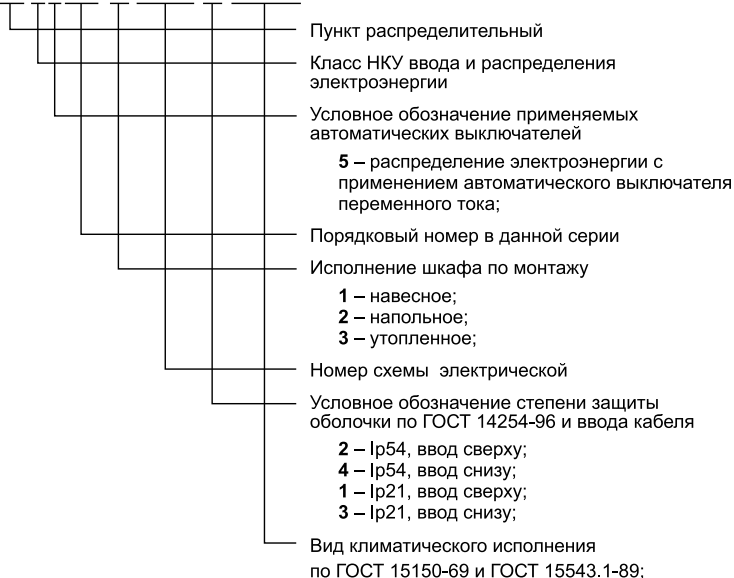 Пункт распределительный
Класс НКУ ввода и распределения
электроэнергии
Условное обозначение применяемых
автоматических выключателей
5 – распределение электроэнергии с
применением автоматического выключателя
переменного тока;
Порядковый номер в данной серии
Исполнение шкафа по монтажу
1 – навесное;
2 – напольное;
3 – утопленное;
Номер схемы электрической
Условное обозначение степени защиты
оболочки по ГОСТ 14254-96 и ввода кабеля
2 – Ip54, ввод сверху;
4 – Ip54, ввод снизу;
1 – Ip21, ввод сверху;
3 – Ip21, ввод снизу;
Вид климатического исполнения
по ГОСТ 15150-69 и ГОСТ 15543.1-89;